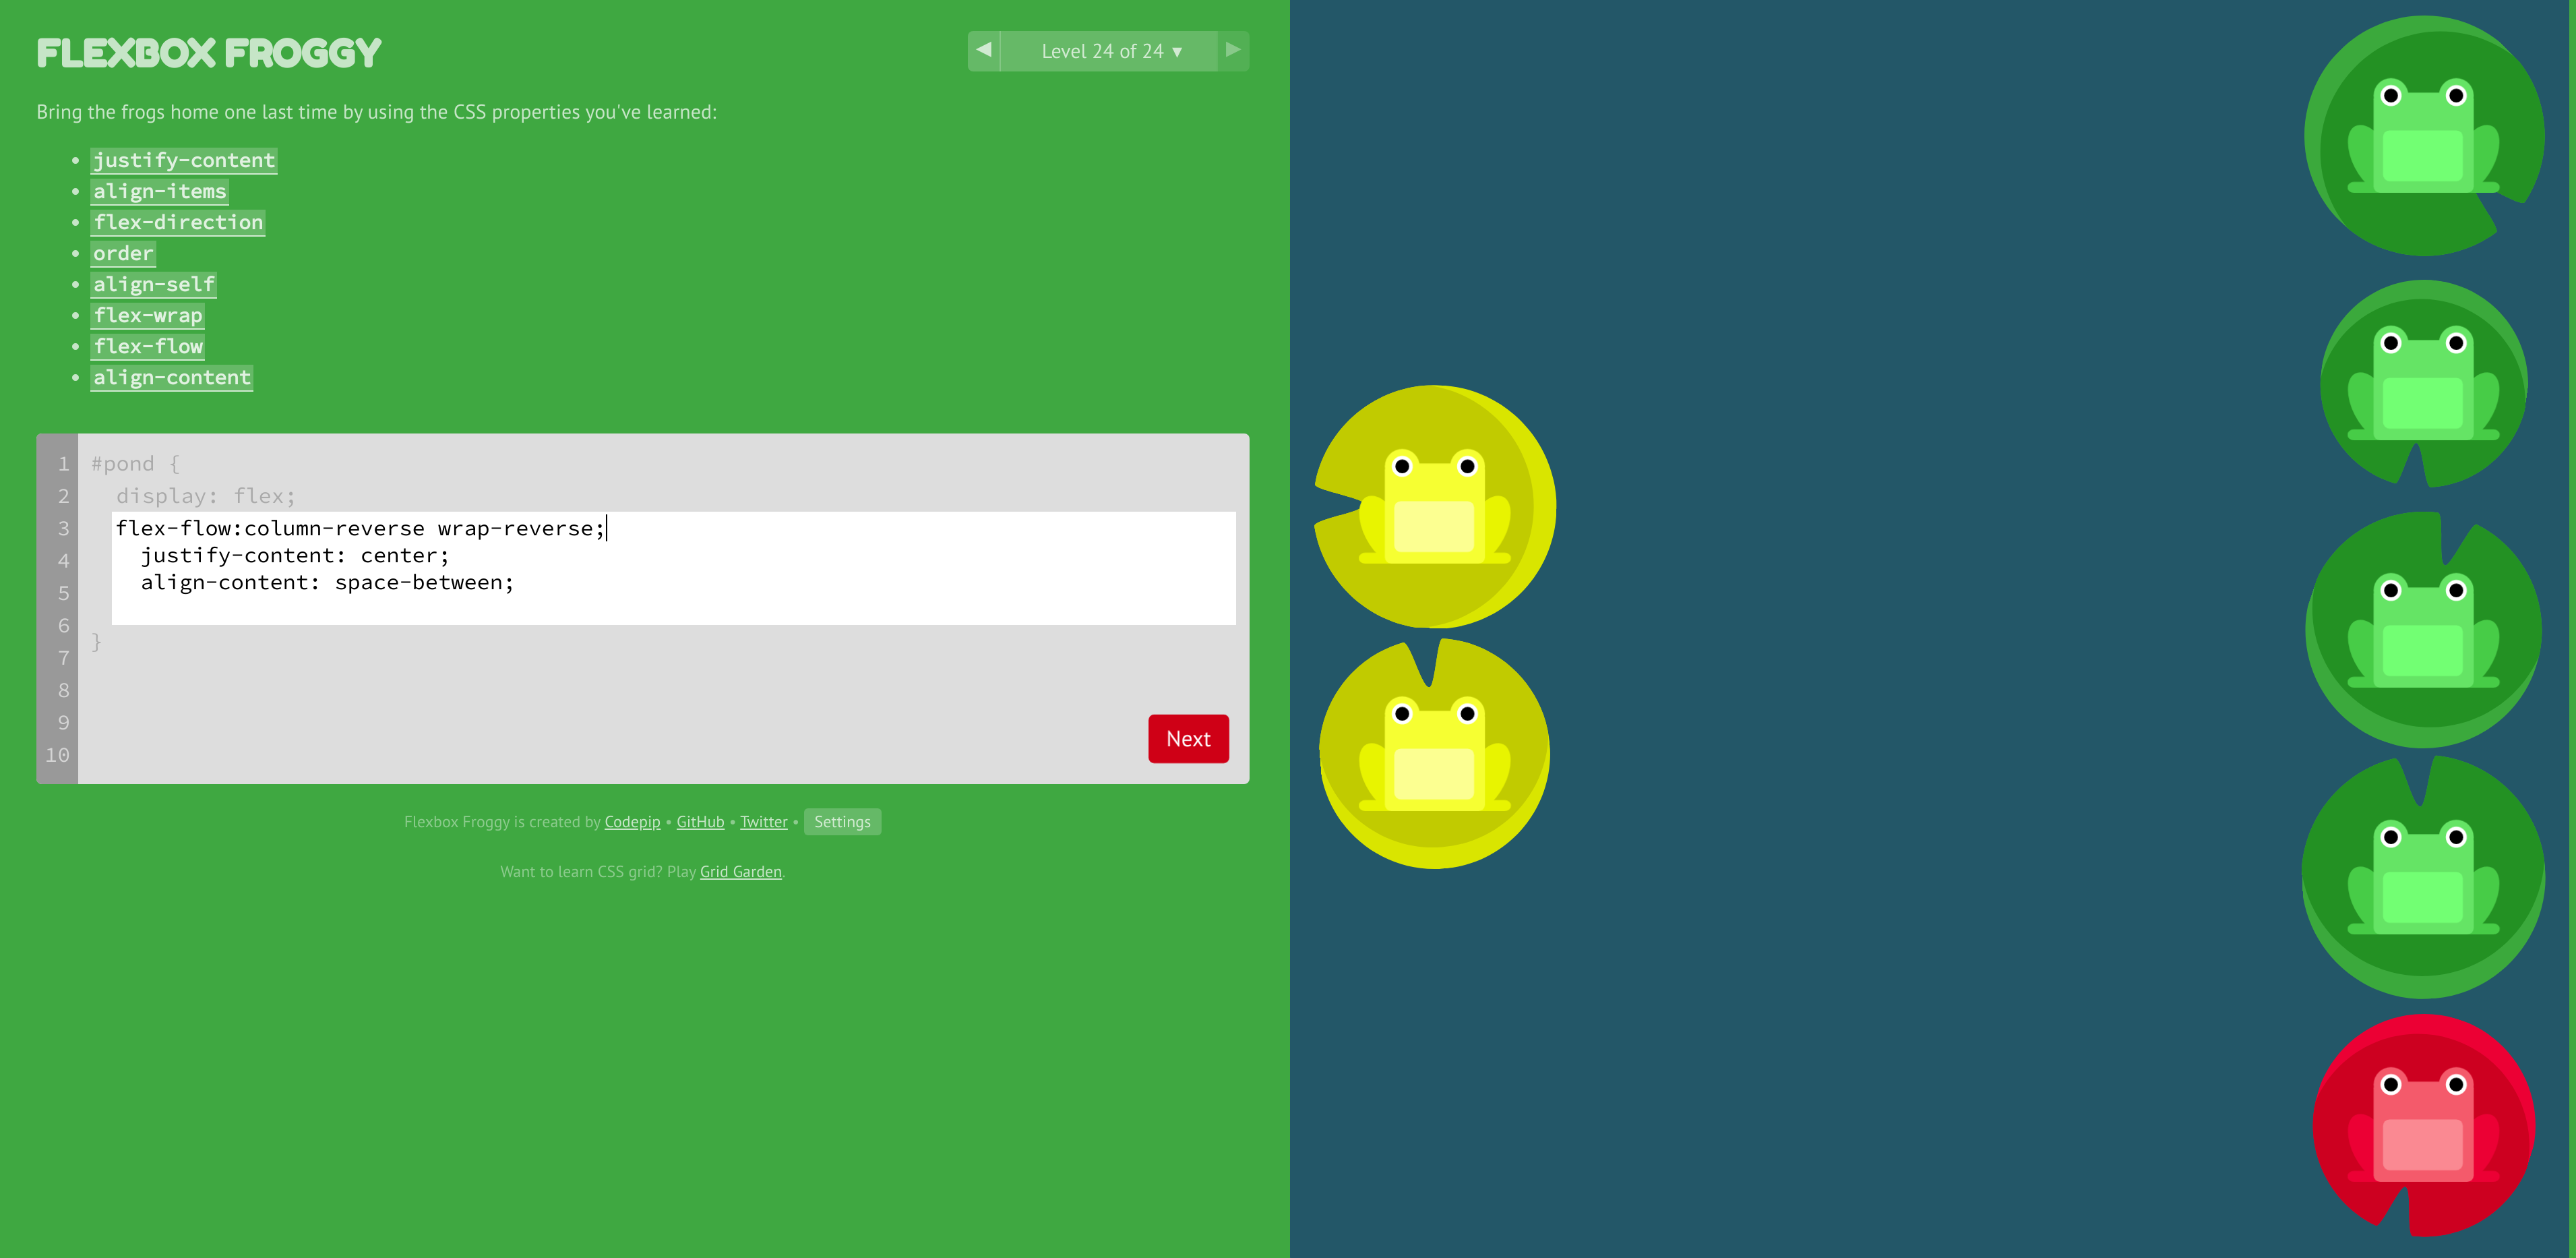 FLEXBOX FROGGY
◀ Level 24 of 24 ▼ ▶
Bring the frogs home one last time by using the CSS properties you've learned:
• justify-content
• align-items
• flex-direction
• order
• align-self
• flex-wrap
• flex-flow
• align-content
1 #pond {
2 display: flex;
3 flex-flow:column-reverse wrap-reverse;
4 justify-content: center;
5 align-content: space-between;
6 }
7
8
9
10
Next
Flexbox Froggy is created by Codepip • GitHub • Twitter • Settings
Want to learn CSS grid? Play Grid Garden.